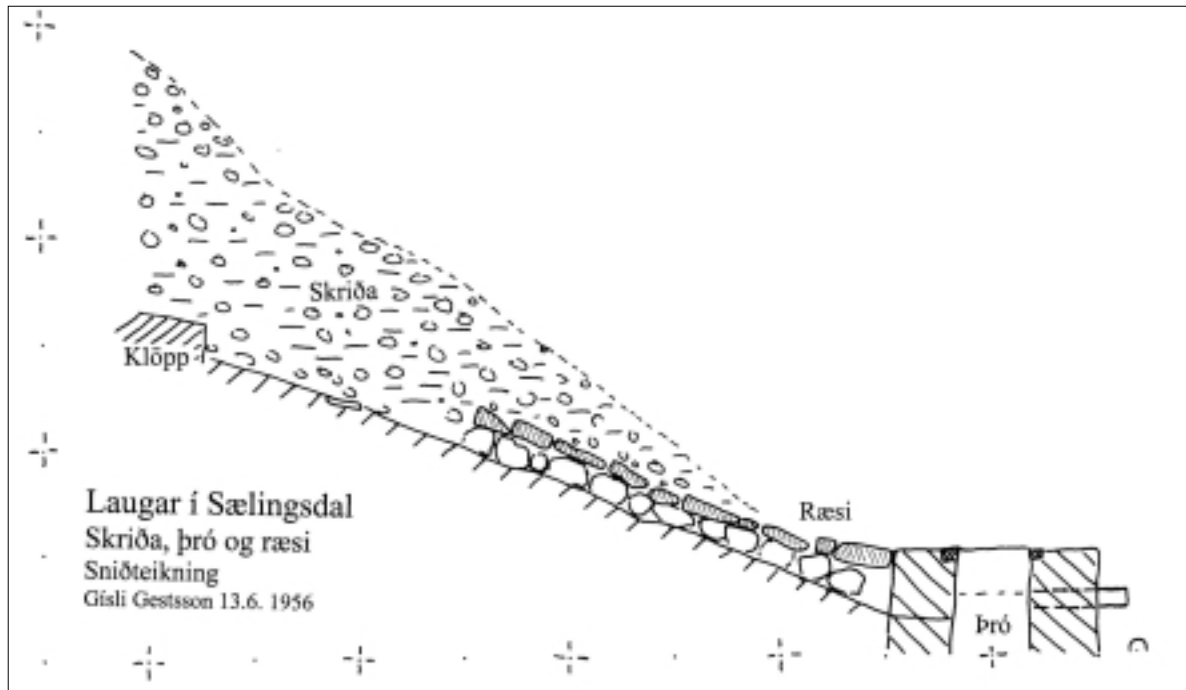 Skriða
Klöpp
Laugar í Sælingsdal
Skriða, þró og ræsi
Sniðteikning
Gísli Gestsson 13.6. 1956
Ræsi
Þró